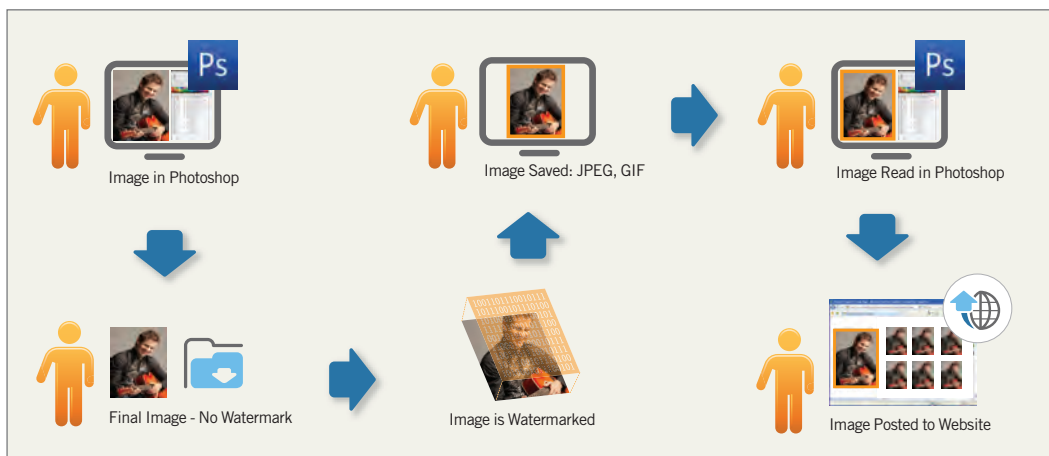 Ps
Image in Photoshop
Final Image - No Watermark
1001101110010111
Image is Watermarked
Image Saved: JPEG, GIF
Ps
Image Read in Photoshop
Image Posted to Website